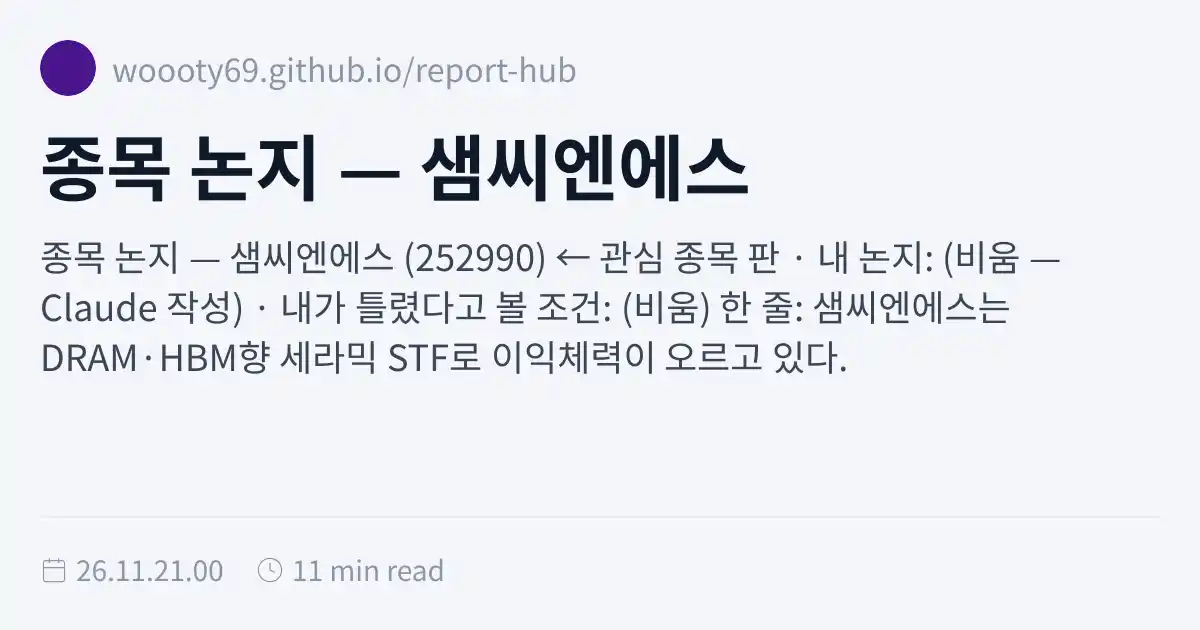 woooty69.github.io/report-hub
종목 논지 — 샘씨엔에스
종목 논지 — 샘씨엔에스 (252990) ← 관심 종목 판 · 내 논지: (비움 —
Claude 작성) · 내가 틀렸다고 볼 조건: (비움) 한 줄: 샘씨엔에스는
DRAM·HBM향 세라믹 STF로 이익체력이 오르고 있다.
26.11.21.00
11 min read